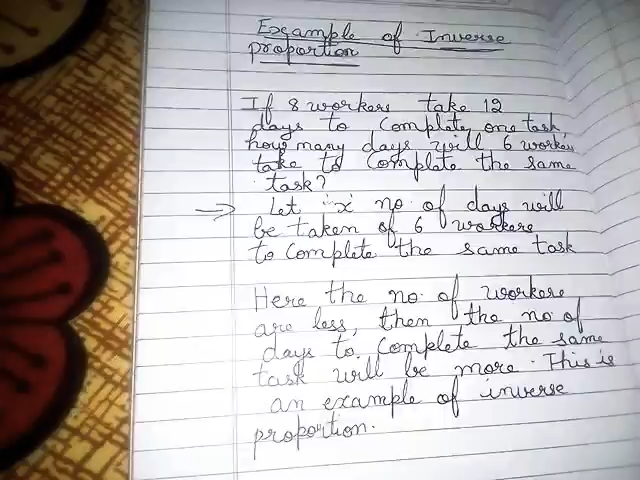 Example of Inverse
proportion
If 8 workers take 12
days to complete one task,
how many days will 6 workers
take to complete the same
task?
→ Let 'x' no. of days will
be taken of 6 workers
to complete the same task
Here the no. of workers
are less, then the no of
days to complete the same
task will be more. This is
an example of inverse
proportion.